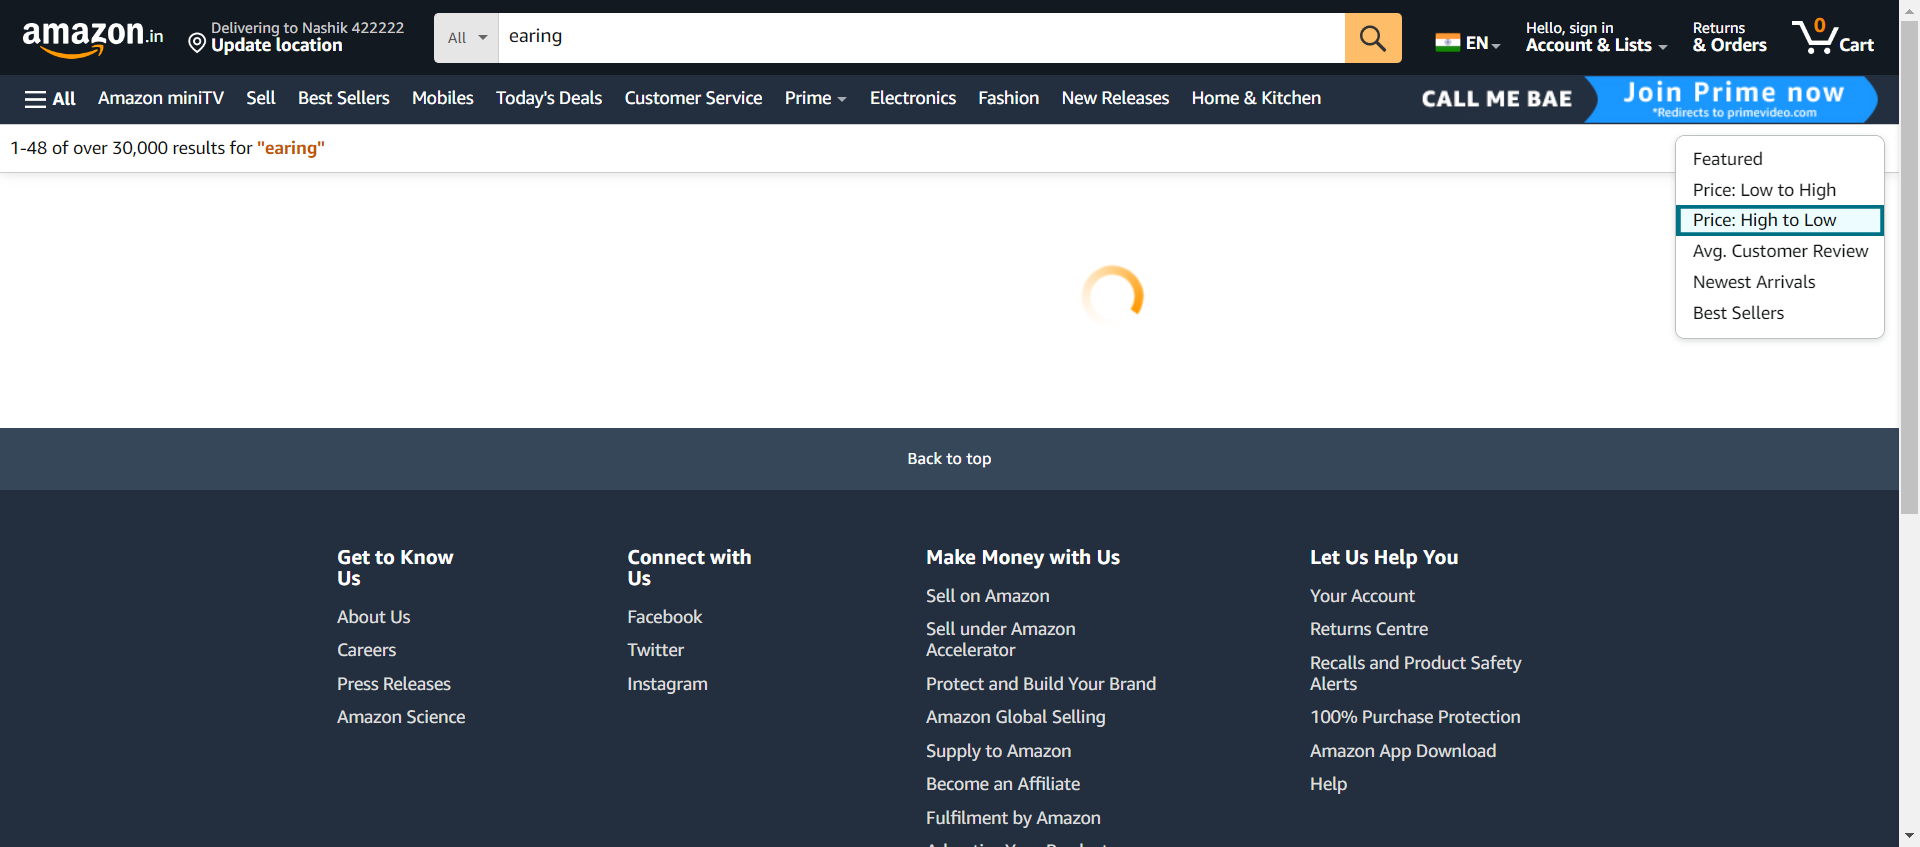 amazon.in
Delivering to Nashik 422222
Update location
All
earing
EN
Hello, sign in
Account & Lists
Returns
& Orders
0
Cart
All
Amazon miniTV
Sell
Best Sellers
Mobiles
Today's Deals
Customer Service
Prime
Electronics
Fashion
New Releases
Home & Kitchen
CALL ME BAE
Join Prime now
*Redirects to primevideo.com
1-48 of over 30,000 results for "earing"
Featured
Price: Low to High
Price: High to Low
Avg. Customer Review
Newest Arrivals
Best Sellers
Back to top
Get to Know
Us
About Us
Careers
Press Releases
Amazon Science
Connect with
Us
Facebook
Twitter
Instagram
Make Money with Us
Sell on Amazon
Sell under Amazon
Accelerator
Protect and Build Your Brand
Amazon Global Selling
Supply to Amazon
Become an Affiliate
Fulfilment by Amazon
Let Us Help You
Your Account
Returns Centre
Recalls and Product Safety
Alerts
100% Purchase Protection
Amazon App Download
Help